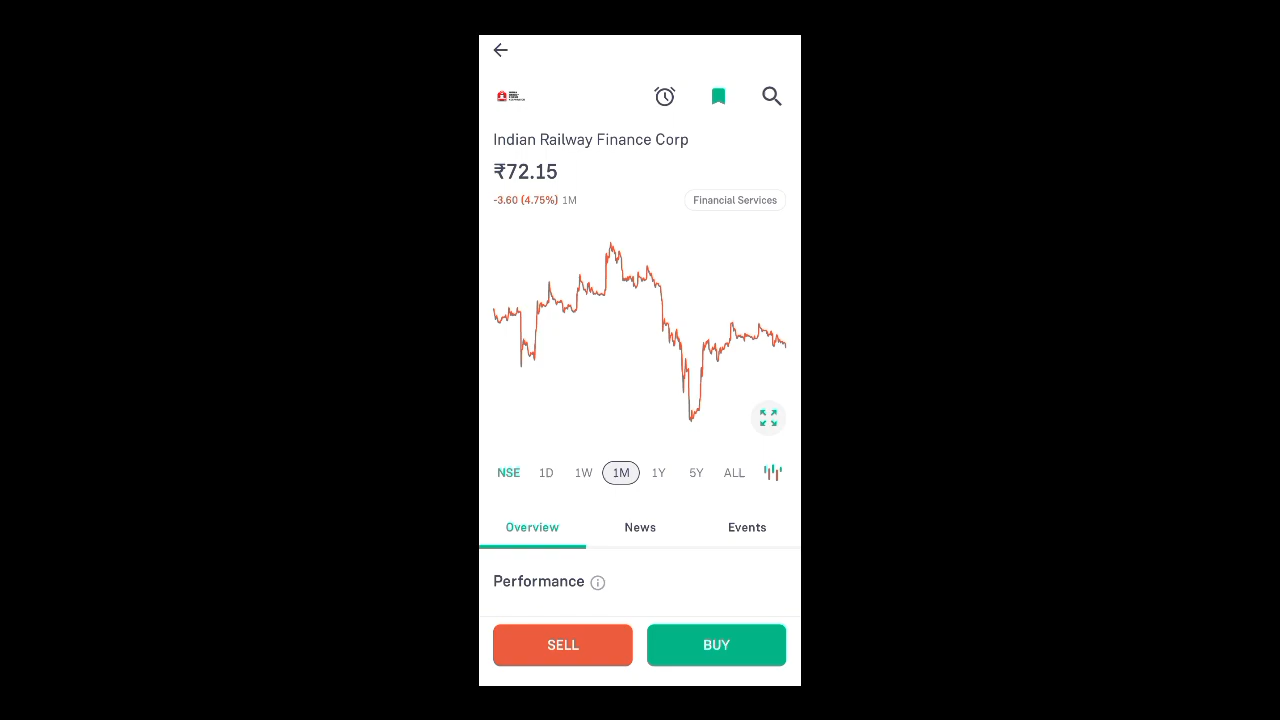 Indian Railway Finance Corp
₹72.15
-3.60 (4.75%) 1M
Financial Services
NSE 1D 1W 1M 1Y 5Y ALL
Overview News Events
Performance
SELL BUY